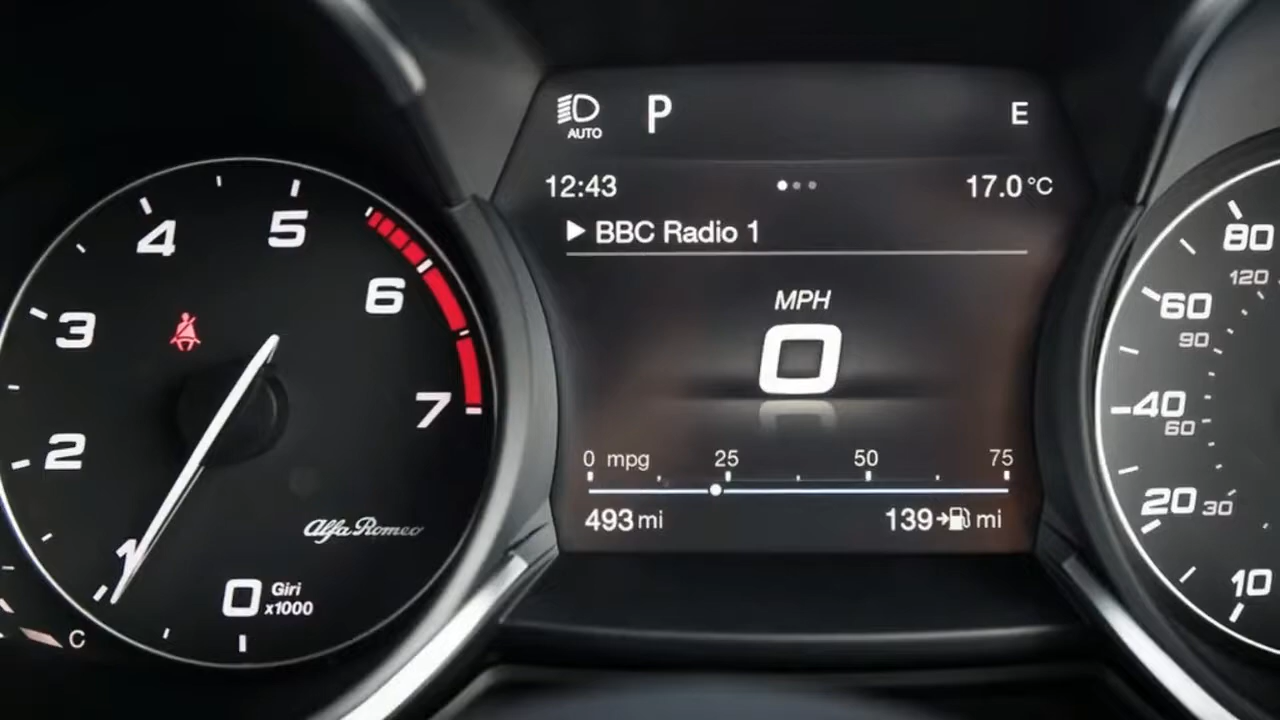 AUTO
P
E
12:43
17.0°C
BBC Radio 1
MPH
0
0 mpg 25 50 75
493 mi
139 mi
1
2
3
4
5
6
7
Alfa Romeo
0 Giri
x1000
C
80
120
60
90
40
60
20 30
10